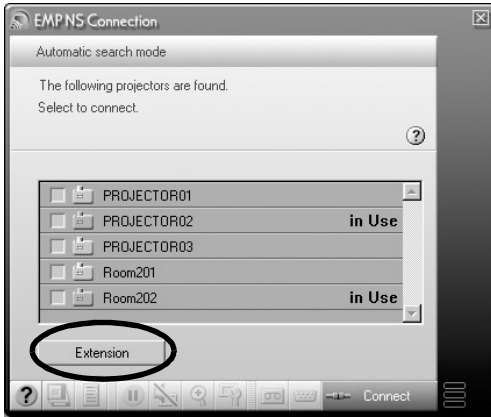 EMP NS Connection
Automatic search mode
The following projectors are found.
Select to connect.
?
PROJECTOR01
PROJECTOR02 in Use
PROJECTOR03
Room201
Room202 in Use
Extension
? Connect